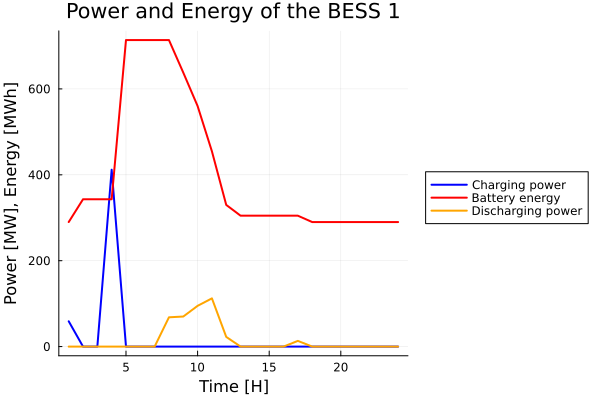 Power and Energy of the BESS 1
Power [MW], Energy [MWh]
600
400
200
0
5
10
15
20
Time [H]
Charging power
Battery energy
Discharging power